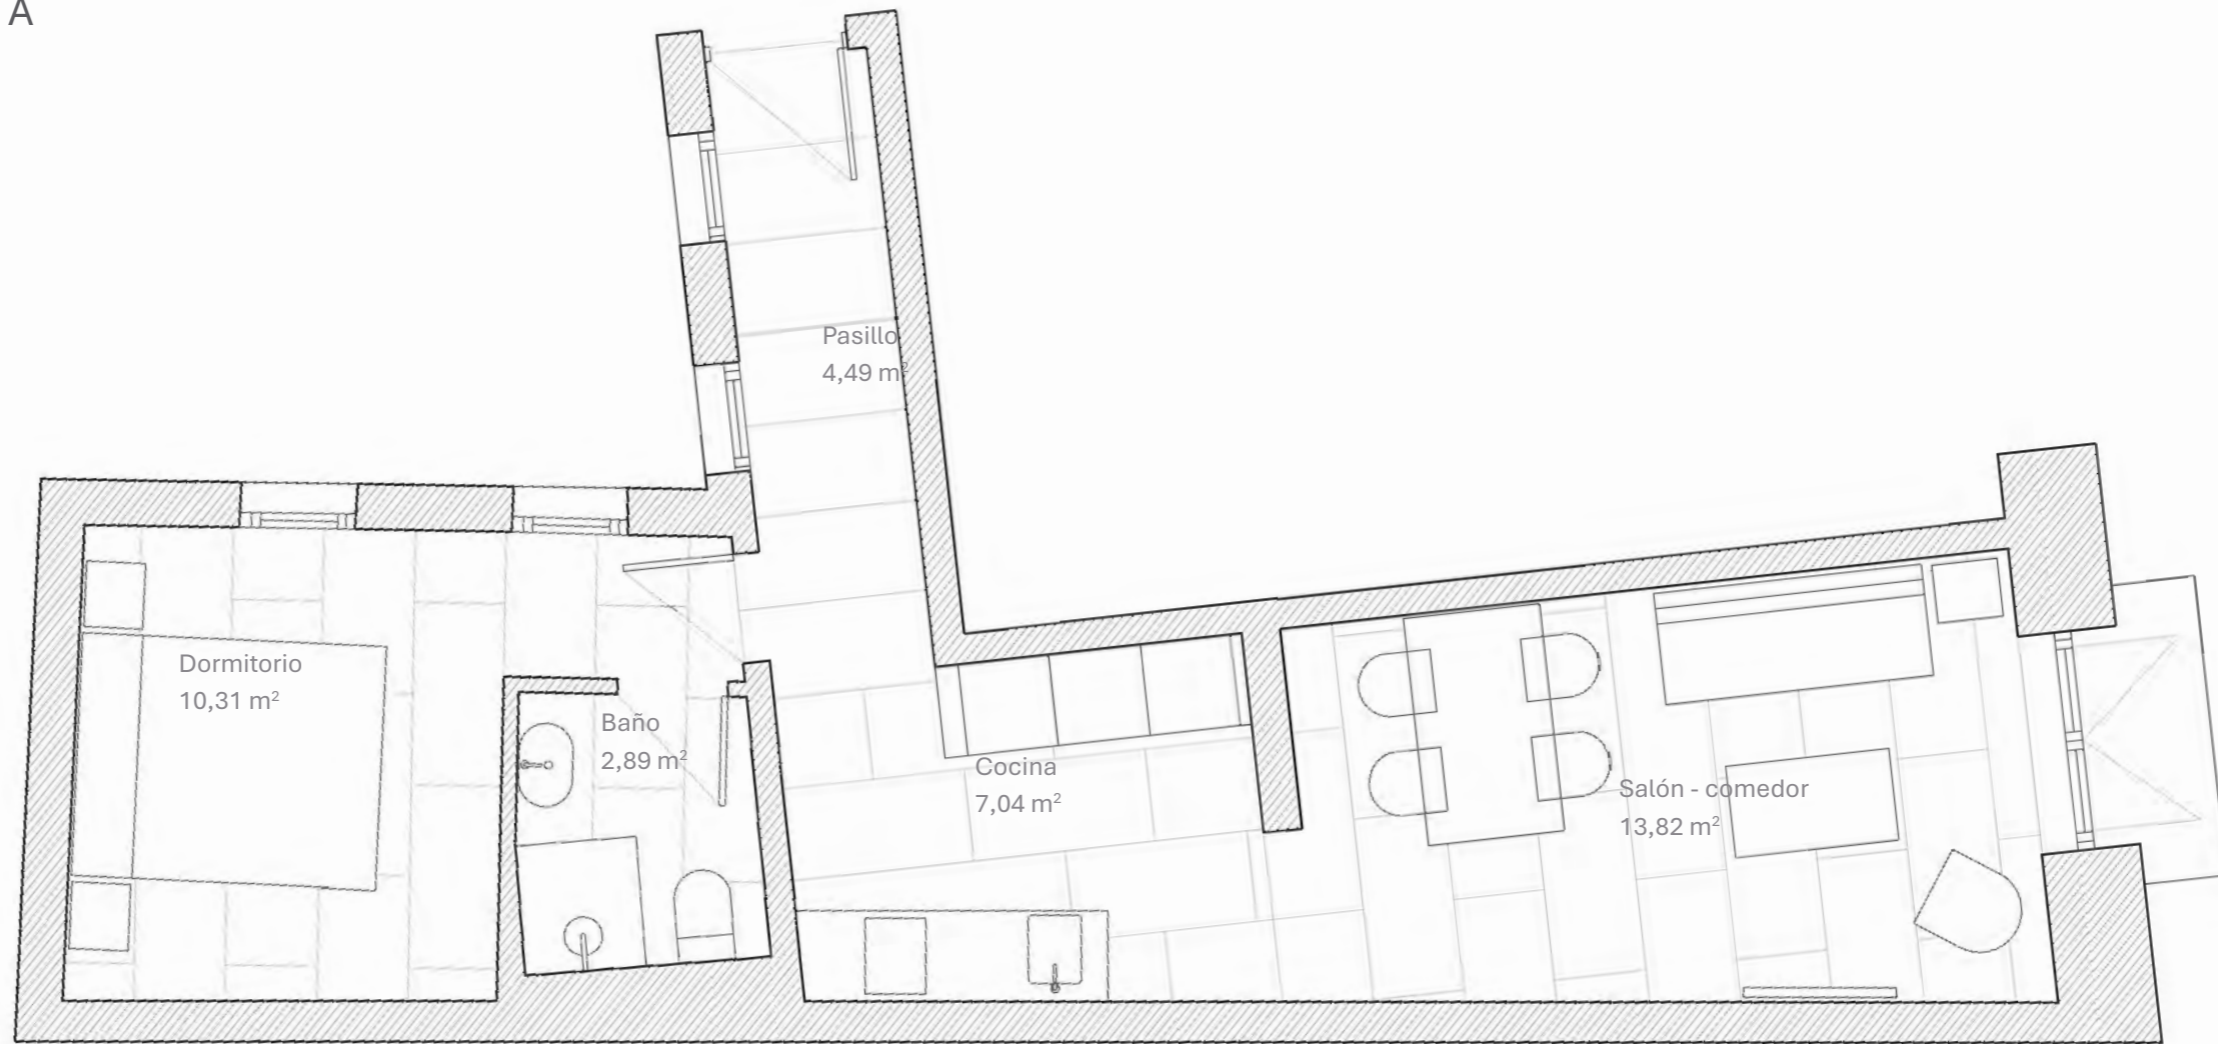 A
Pasillo
4,49 m²
Dormitorio
10,31 m²
Baño
2,89 m²
Cocina
7,04 m²
Salón - comedor
13,82 m²